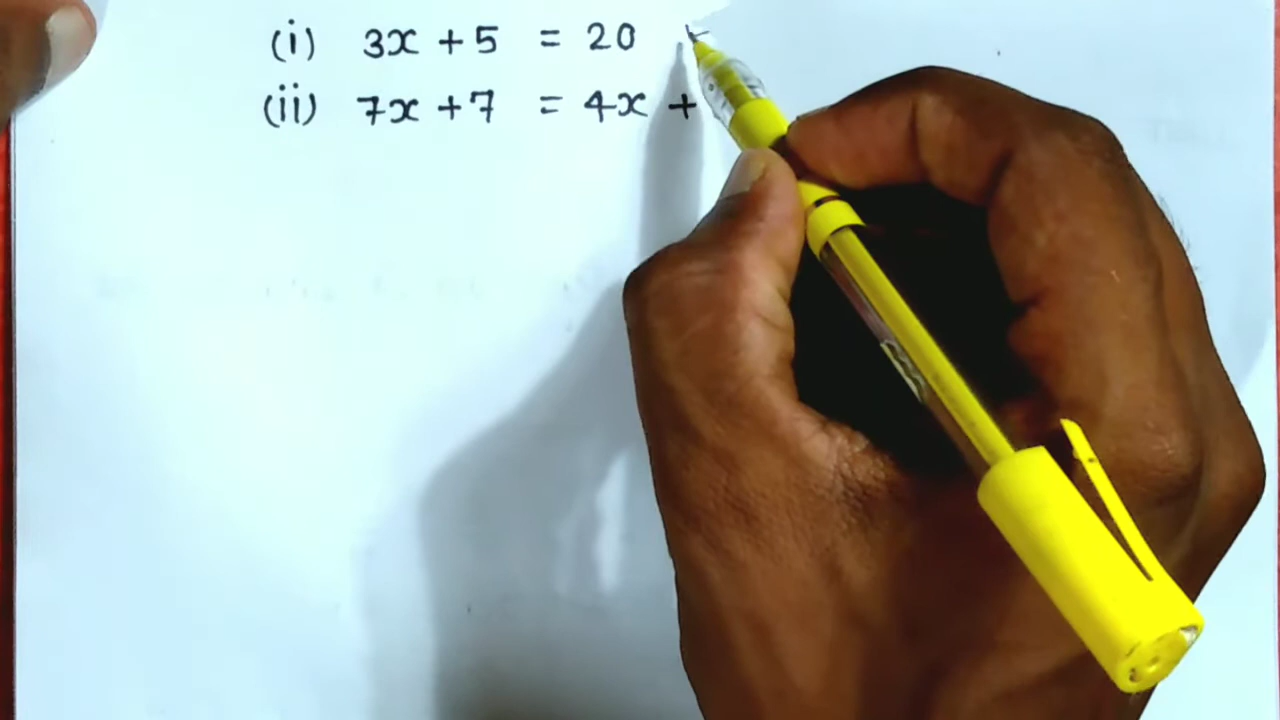 (i) 3x + 5 = 20
(ii) 7x + 7 = 4x +